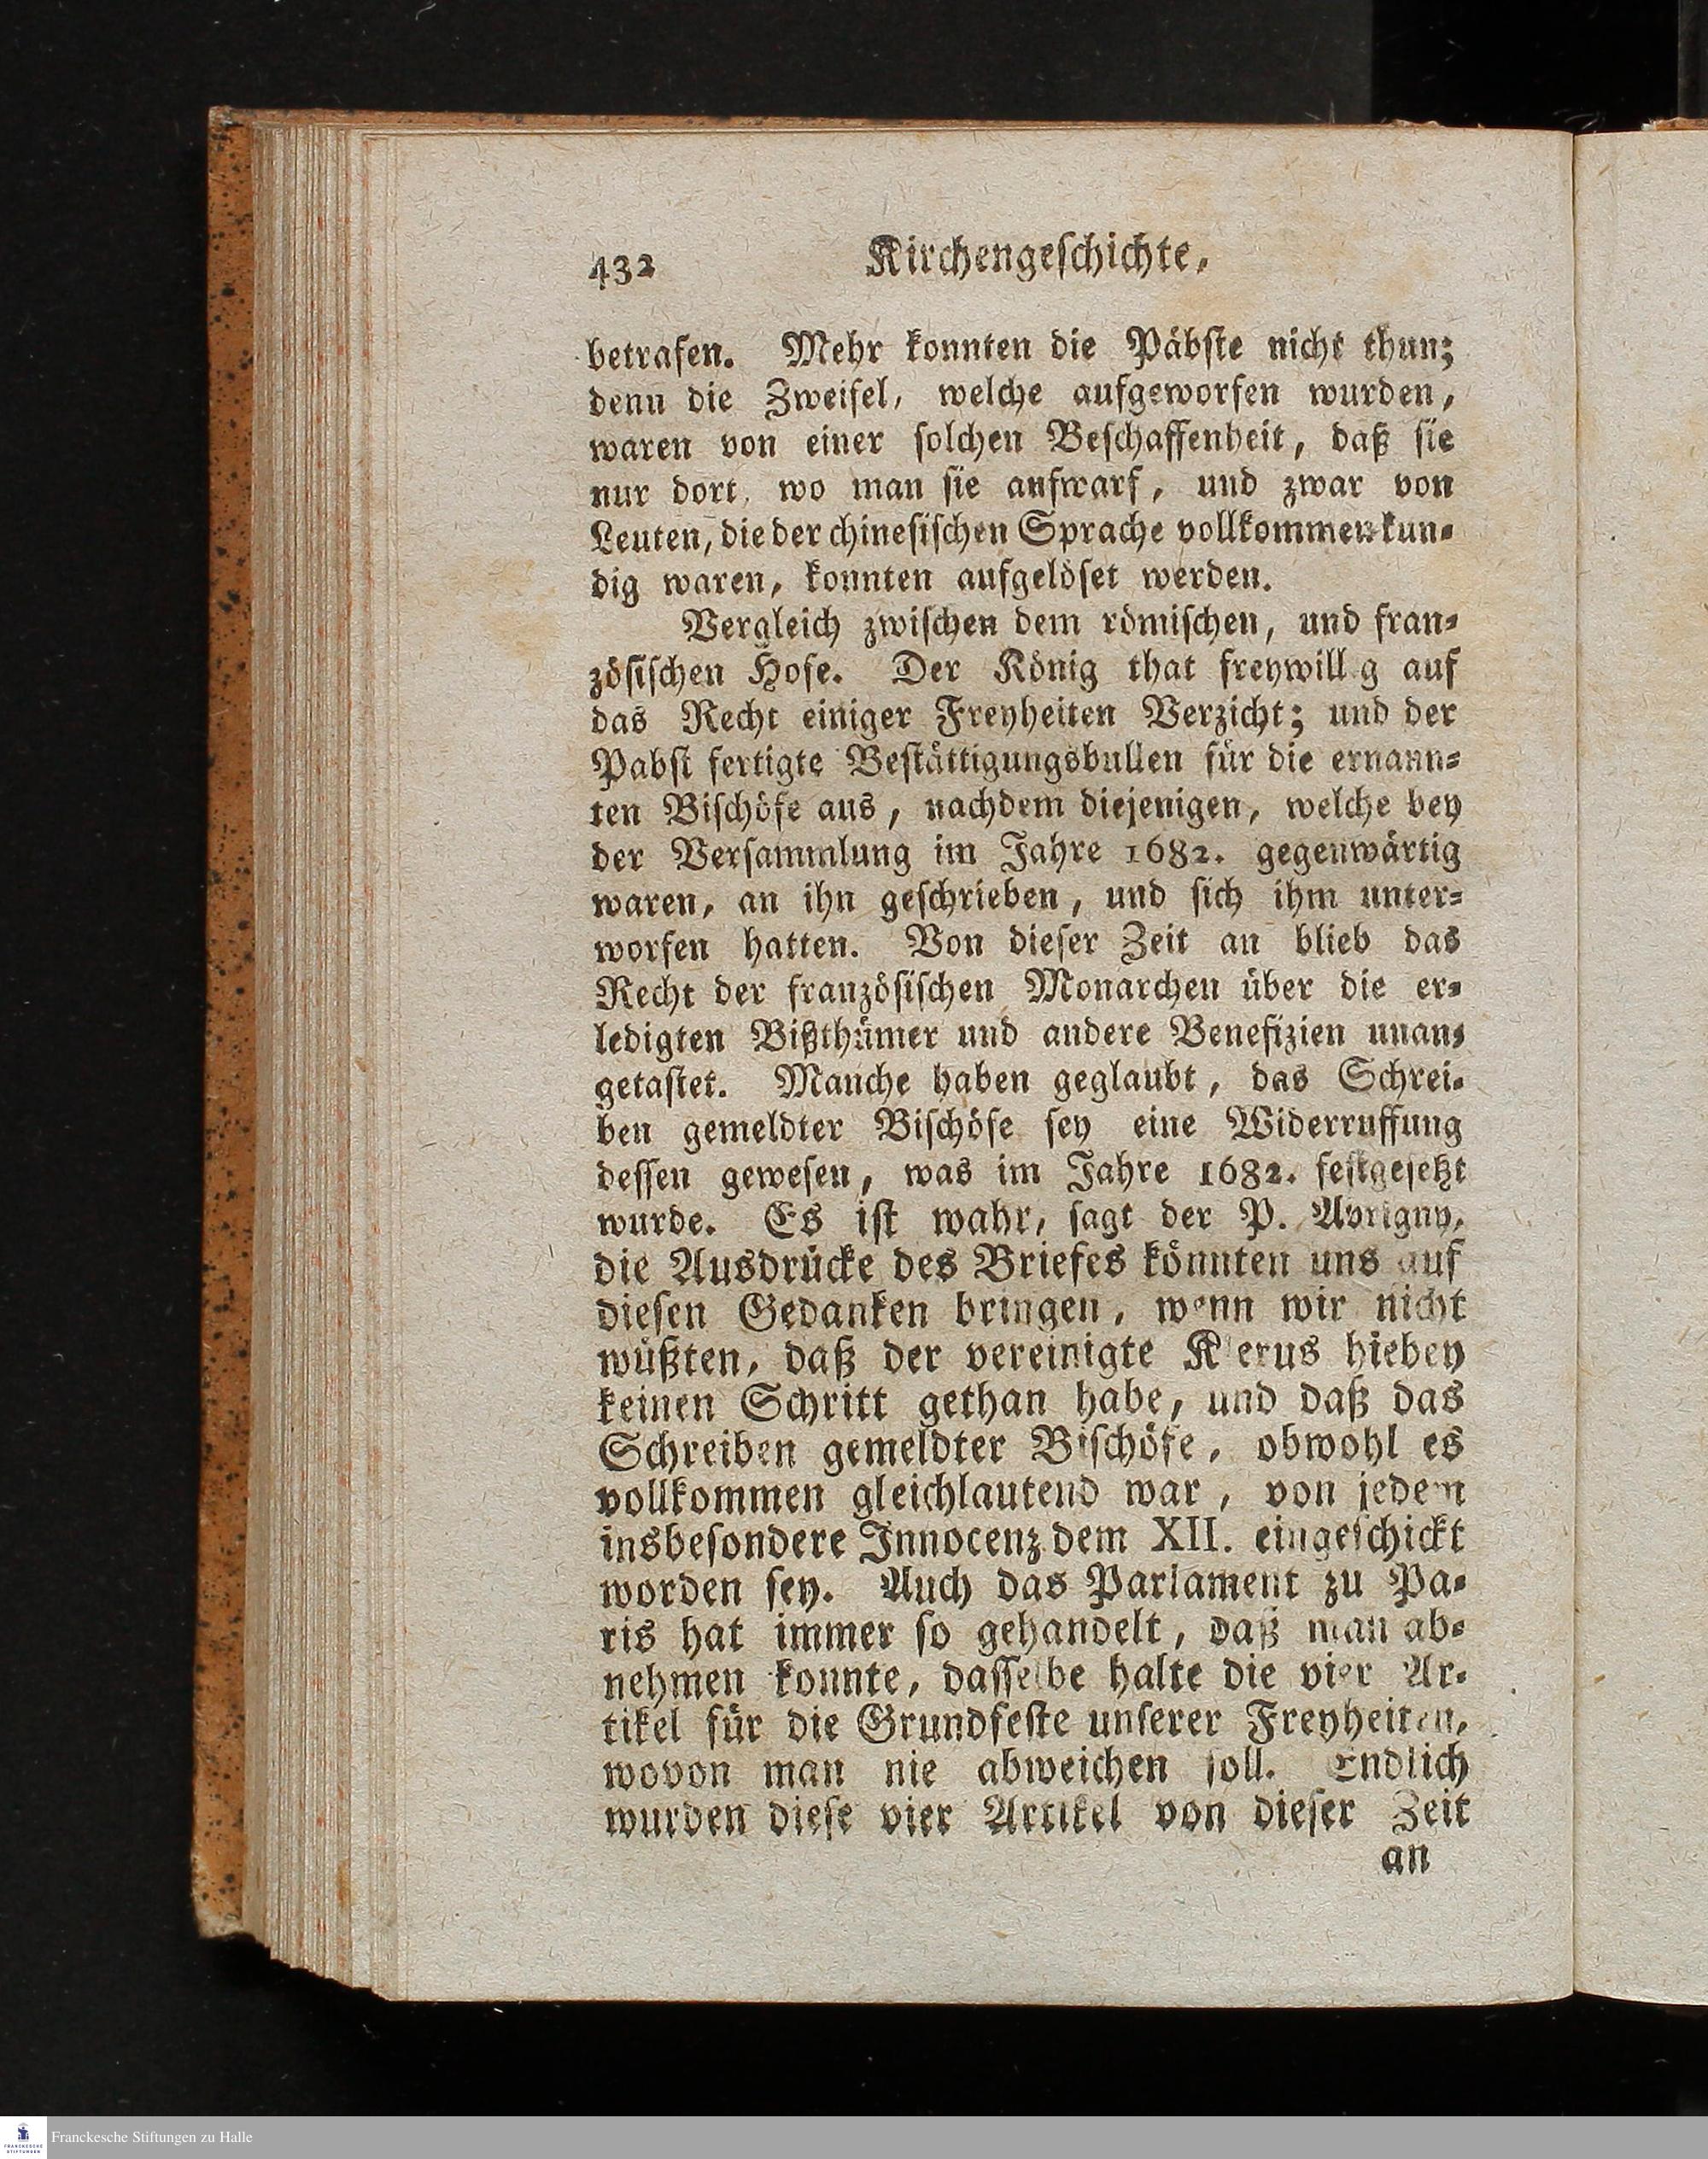 432 Kirchengeschichte,
betrafen. Mehr konnten die Päbste nicht thun;
denn die Zweifel, welche aufgeworfen wurden,
waren von einer solchen Beschaffenheit, daß sie
nur dort, wo man sie aufwarf, und zwar von
Leuten, die der chinesischen Sprache vollkommen kun-
dig waren, konnten aufgelöset werden.
Vergleich zwischen dem römischen, und fran-
zösischen Hofe. Der König that freywillig auf
das Recht einiger Freyheiten Verzicht; und der
Pabst fertigte Bestättigungsbullen für die ernann-
ten Bischöfe aus, nachdem diejenigen, welche bey
der Versammlung im Jahre 1682. gegenwärtig
waren, an ihn geschrieben, und sich ihm unter-
worfen hatten. Von dieser Zeit an blieb das
Recht der französischen Monarchen über die er-
ledigten Bißthümer und andere Benefizien unan-
getastet. Manche haben geglaubt, das Schrei-
ben gemeldter Bischöfe sey eine Widerruffung
dessen gewesen, was im Jahre 1682. festgesetzt
wurde. Es ist wahr, sagt der P. Avrigny,
die Ausdrücke des Briefes könnten uns auf
diesen Gedanken bringen, wenn wir nicht
wüßten, daß der vereinigte Klerus hiebey
keinen Schritt gethan habe, und daß das
Schreiben gemeldter Bischöfe, obwohl es
vollkommen gleichlautend war, von jedem
insbesondere Innocenz dem XII. eingeschickt
worden sey. Auch das Parlament zu Pa-
ris hat immer so gehandelt, daß man ab-
nehmen konnte, dasselbe halte die vier Ar-
tikel für die Grundfeste unserer Freyheiten,
wovon man nie abweichen soll. Endlich
wurden diese vier Artikel von dieser Zeit
an
Franckesche Stiftungen zu Halle